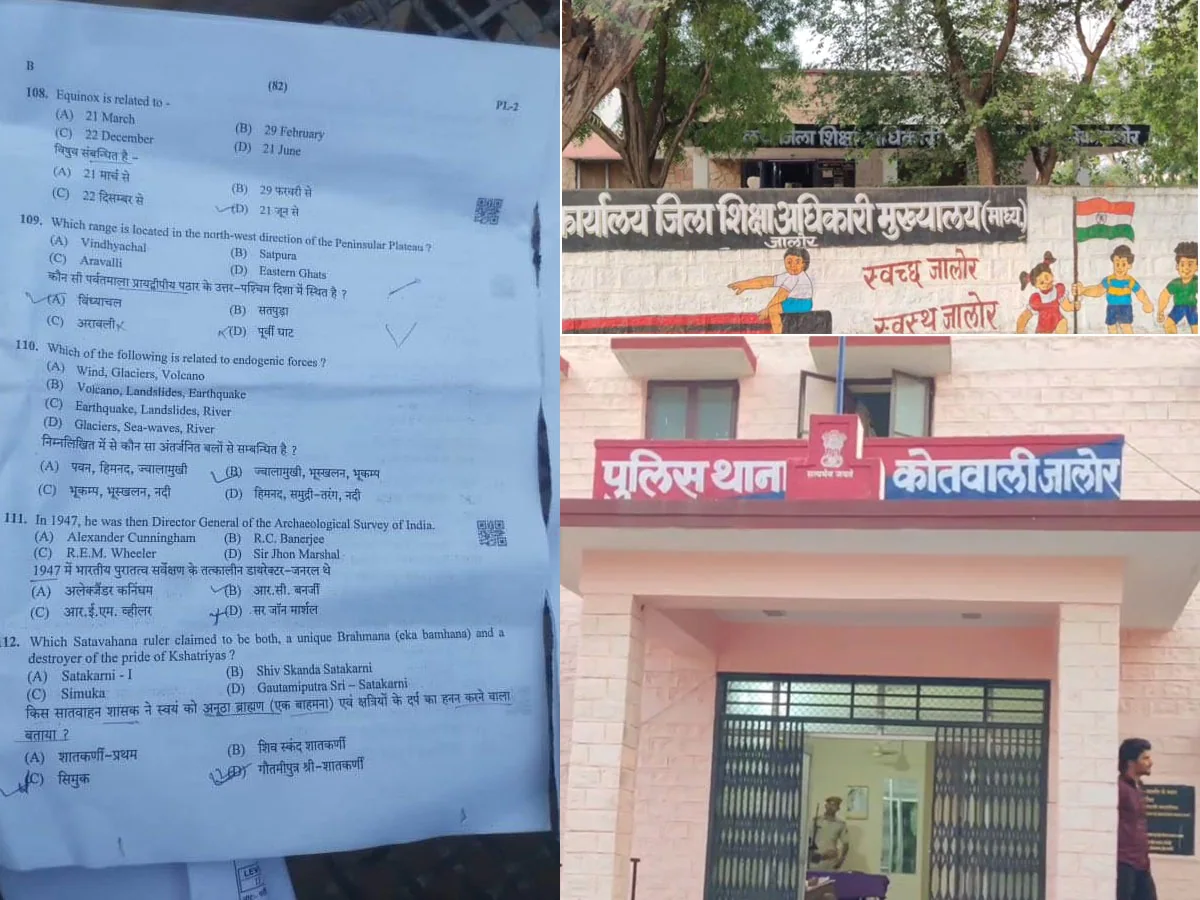 B
(82)
PL-2
108. Equinox is related to -
(A) 21 March
(B) 29 February
(C) 22 December
(D) 21 June
विषुव संबन्धित है -
(A) 21 मार्च से
(B) 29 फरवरी से
(C) 22 दिसम्बर से
(D) 21 जून से
109. Which range is located in the north-west direction of the Peninsular Plateau ?
(A) Vindhyachal
(B) Satpura
(C) Aravalli
(D) Eastern Ghats
कौन सी पर्वतमाला प्रायद्वीपीय पठार के उत्तर-पश्चिम दिशा में स्थित है ?
(A) विंध्याचल
(B) सतपुड़ा
(C) अरावली
(D) पूर्वी घाट
110. Which of the following is related to endogenic forces ?
(A) Wind, Glaciers, Volcano
(B) Volcano, Landslides, Earthquake
(C) Earthquake, Landslides, River
(D) Glaciers, Sea-waves, River
निम्नलिखित में से कौन सा अंतर्जनित बलों से सम्बन्धित है ?
(A) पवन, हिमनद, ज्वालामुखी
(B) ज्वालामुखी, भूस्खलन, भूकम्प
(C) भूकम्प, भूस्खलन, नदी
(D) हिमनद, समुद्री-तरंग, नदी
111. In 1947, he was then Director General of the Archaeological Survey of India.
(A) Alexander Cunningham (B) R.C. Banerjee
(C) R.E.M. Wheeler (D) Sir Jhon Marshal
1947 में भारतीय पुरातत्व सर्वेक्षण के तत्कालीन डायरेक्टर-जनरल थे
(A) अलेक्जैंडर कनिंघम (B) आर.सी. बनर्जी
(C) आर.ई.एम. व्हीलर (D) सर जॉन मार्शल
12. Which Satavahana ruler claimed to be both, a unique Brahmana (eka bamhana) and a
destroyer of the pride of Kshatriyas ?
(A) Satakarni - I (B) Shiv Skanda Satakarni
(C) Simuka (D) Gautamiputra Sri – Satakarni
किस सातवाहन शासक ने स्वयं को अनूठा ब्राह्मण (एक बाहमना) एवं क्षत्रियों के दर्प का हनन करने वाला
बताया ?
(A) शातकर्णी-प्रथम (B) शिव स्कंद शातकर्णी
(C) सिमुक (D) गौतमीपुत्र श्री-शातकर्णी
LEV
जिला शिक्षा अधिकारी
कार्यालय जिला शिक्षा अधिकारी मुख्यालय (माध्य.)
जालोर
स्वच्छ जालोर
स्वस्थ जालोर
सत्यमेव जयते
पुलिस थाना कोतवाली जालोर